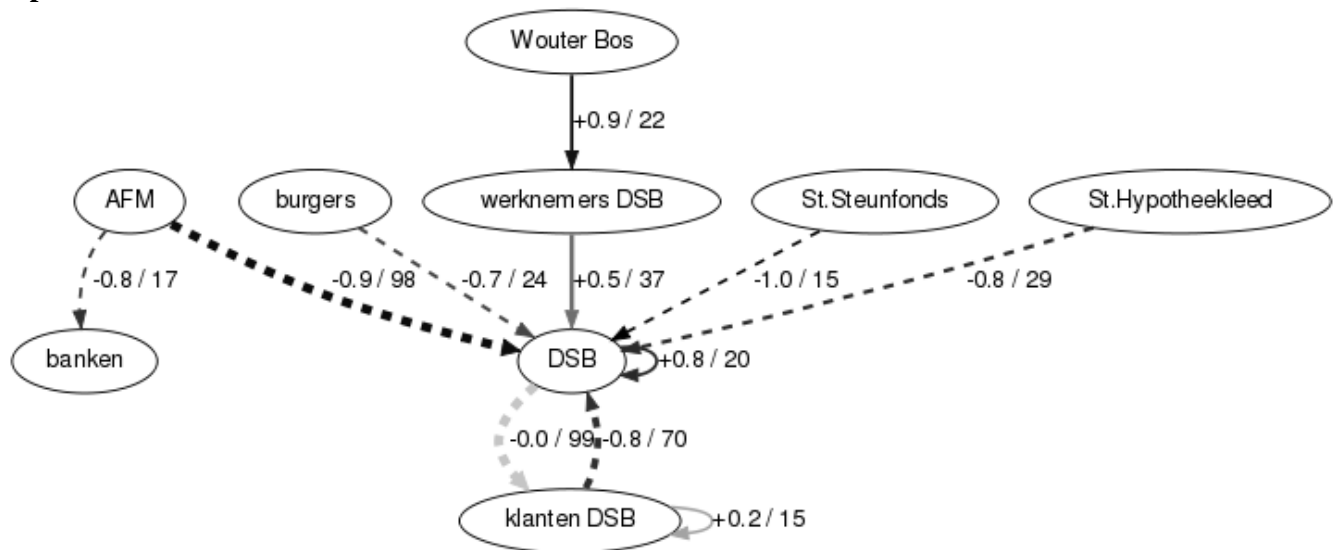 Wouter Bos
+0.9 / 22
AFM
burgers
werknemers DSB
St.Steunfonds
St.Hypotheekleed
-0.8 / 17
-0.9 / 98
-0.7 / 24
+0.5 / 37
-1.0 / 15
-0.8 / 29
banken
DSB
+0.8 / 20
-0.0 / 99
-0.8 / 70
klanten DSB
+0.2 / 15